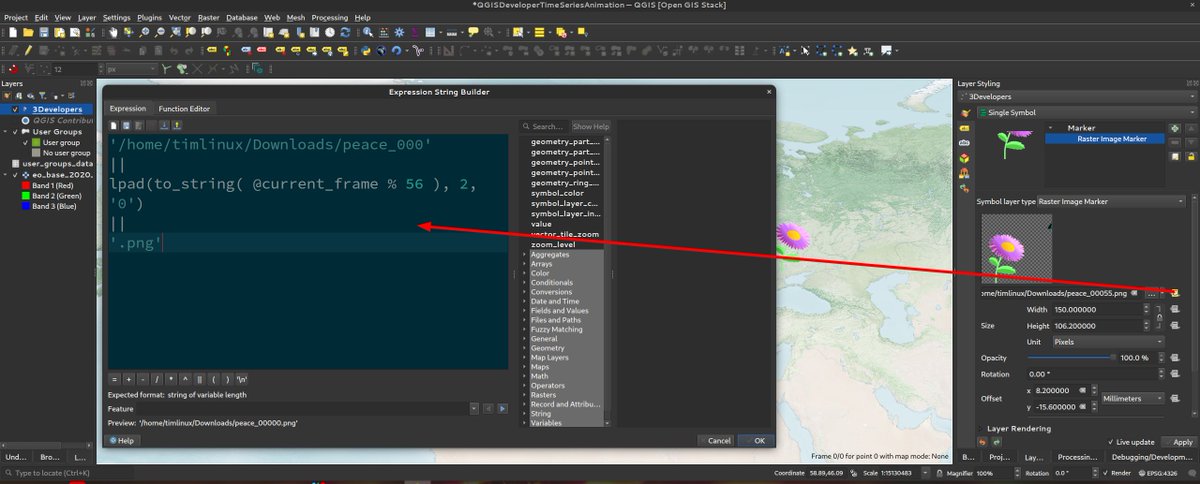 *QGISDeveloperTimeSeriesAnimation — QGIS [Open GIS Stack]
Project Edit View Layer Settings Plugins Vector Raster Database Web Mesh Processing Help
12 px
Layers
3Developers
QGIS Contribu
User Groups
User group
No user group
user_groups_data
eo_base_2020_
Band 1 (Red)
Band 2 (Green)
Band 3 (Blue)
Und... Bro... L...
Type to locate (Ctrl+K)
Expression String Builder
Expression Function Editor
'/home/timlinux/Downloads/peace_000'
||
lpad(to_string( @current_frame % 56 ), 2,
'0')
||
'.png'
= + - / * ^ || ( ) '\n'
Expected format: string of variable length
Feature
Preview: '/home/timlinux/Downloads/peace_00000.png'
Help
Search... Show Help
geometry_part_...
geometry_part_...
geometry_point...
geometry_point...
geometry_ring_...
symbol_color
symbol_layer_c...
symbol_layer_in...
value
vector_tile_zoom
zoom_level
Aggregates
Arrays
Color
Conditionals
Conversions
Date and Time
Fields and Values
Files and Paths
Fuzzy Matching
General
Geometry
Map Layers
Maps
Math
Operators
Rasters
Record and Attribu...
String
Variables
Cancel OK
Frame 0/0 for point 0 with map mode: None
Layer Styling
3Developers
Single Symbol
Marker
Raster Image Marker
Symbol layer type Raster Image Marker
ome/timlinux/Downloads/peace_00055.png ...
Width 150.000000
Size Height 106.200000
Unit Pixels
Opacity 100.0 %
Rotation 0.00 °
x 8.200000
Offset Millimeters
y -15.600000
Layer Rendering
Live update Apply
B... Proj... Lay... Processin... Debugging/Developm...
Coordinate 58.89,46.09 Scale 1:15130483 Magnifier 100% Rotation 0.0 ° Render EPSG:4326